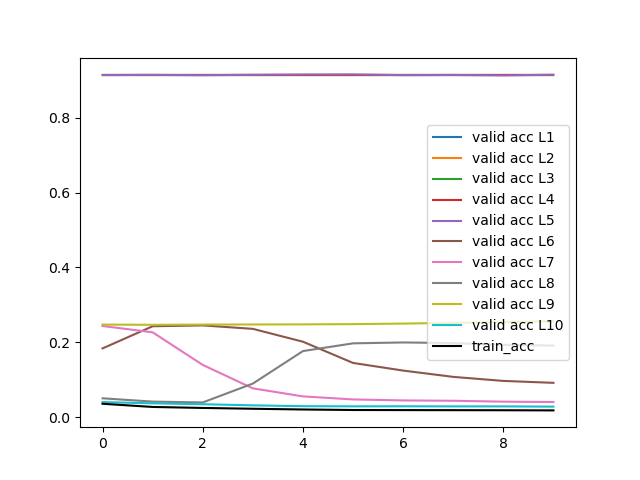 0.8
0.6
0.4
0.2
0.0
0
2
4
6
8
valid acc L1
valid acc L2
valid acc L3
valid acc L4
valid acc L5
valid acc L6
valid acc L7
valid acc L8
valid acc L9
valid acc L10
train_acc